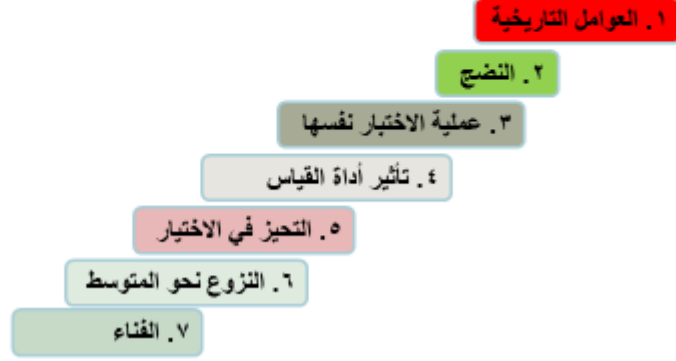 ١. العوامل التاريخية
٢. النضج
٣. عملية الاختبار نفسها
٤. تأثير أداة القياس
٥. التحيز في الاختيار
٦. النزوع نحو المتوسط
٧. الفناء